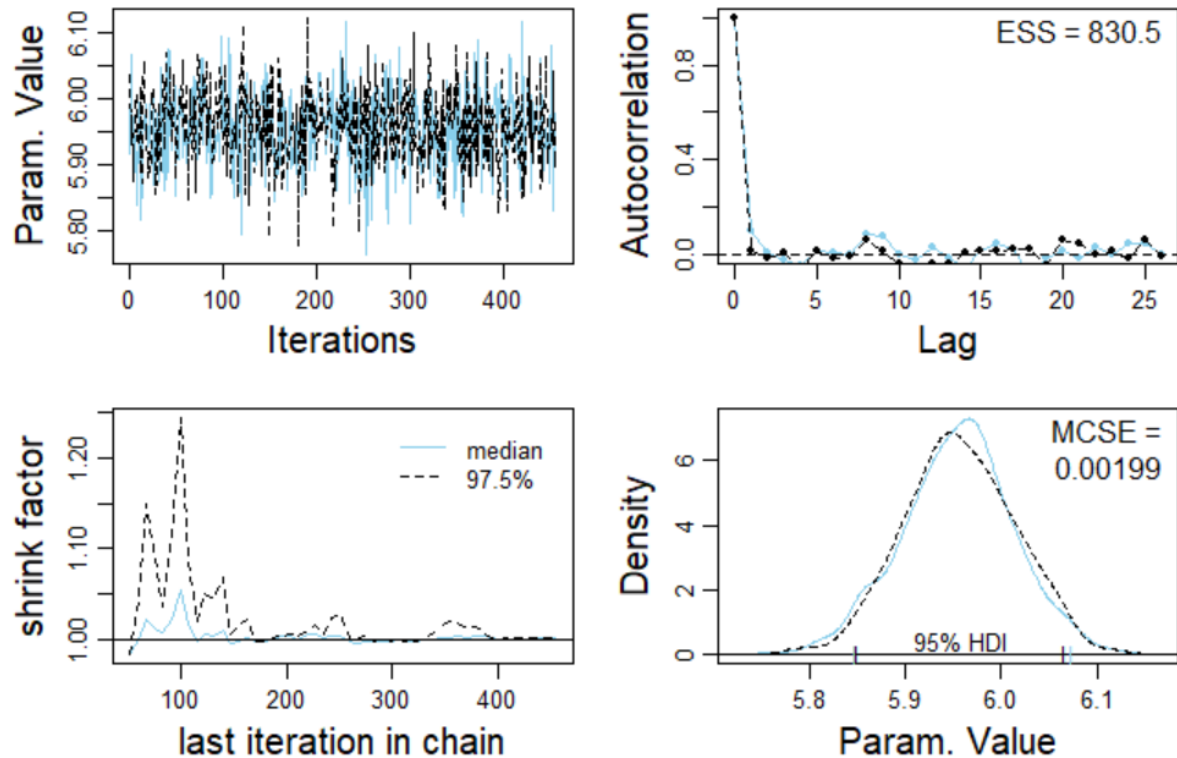 Param. Value
5.80 5.90 6.00 6.10
0 100 200 300 400
Iterations
Autocorrelation
0.0 0.4 0.8
ESS = 830.5
0 5 10 15 20 25
Lag
shrink factor
1.00 1.10 1.20
median
97.5%
100 200 300 400
last iteration in chain
Density
0 2 4 6
MCSE =
0.00199
95% HDI
5.8 5.9 6.0 6.1
Param. Value